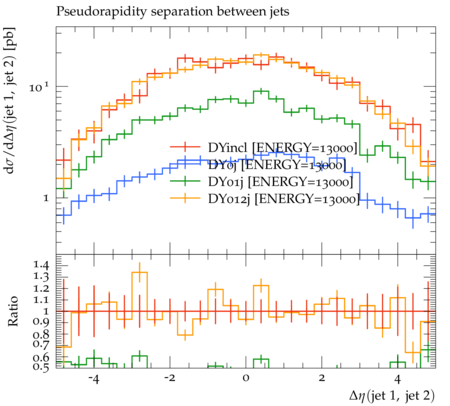 Pseudorapidity separation between jets
dσ/dΔη(jet 1, jet 2) [pb]
10¹
1
DYincl [ENERGY=13000]
DY0j [ENERGY=13000]
DY01j [ENERGY=13000]
DY012j [ENERGY=13000]
Ratio
1.4
1.3
1.2
1.1
1
0.9
0.8
0.7
0.6
0.5
-4 -2 0 2 4
Δη(jet 1, jet 2)